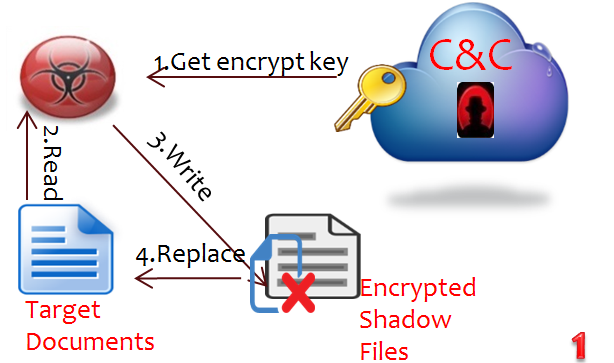 C&C
1.Get encrypt key
2.Read
3.Write
4.Replace
Target
Documents
Encrypted
Shadow
Files
1